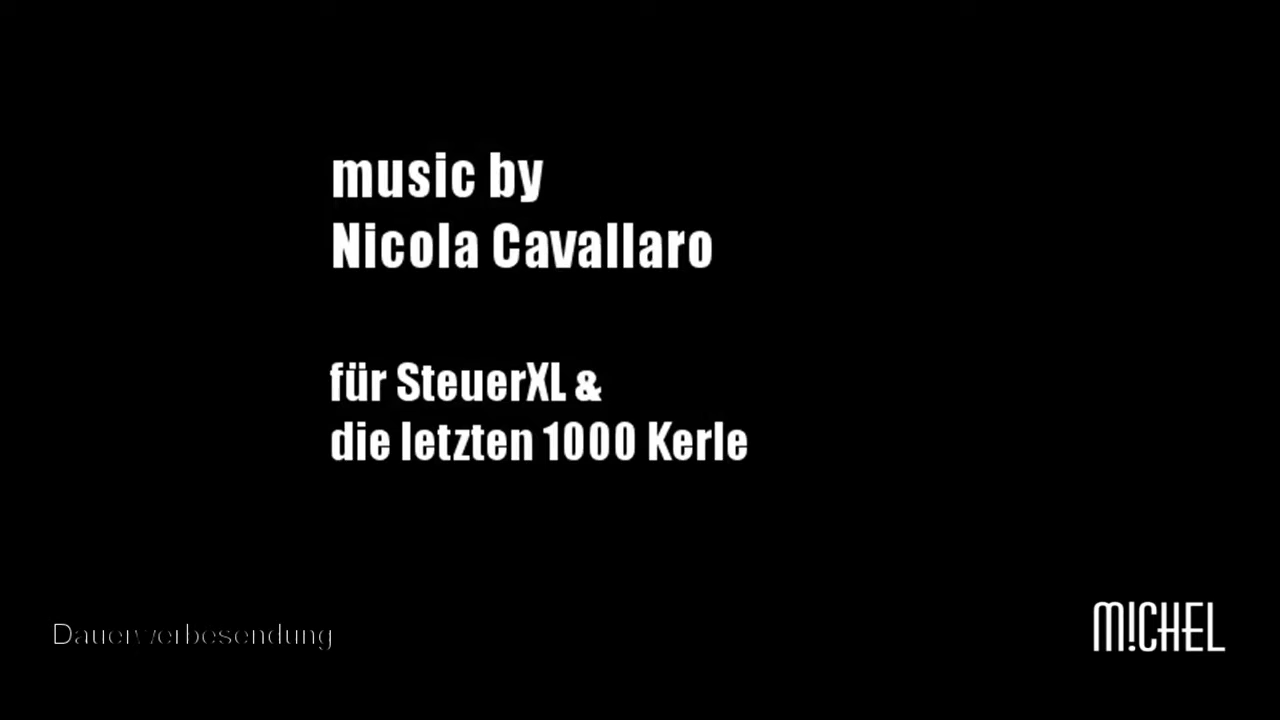 music by
Nicola Cavallaro
für SteuerXL &
die letzten 1000 Kerle
Dauerwerbesendung
M!CHEL